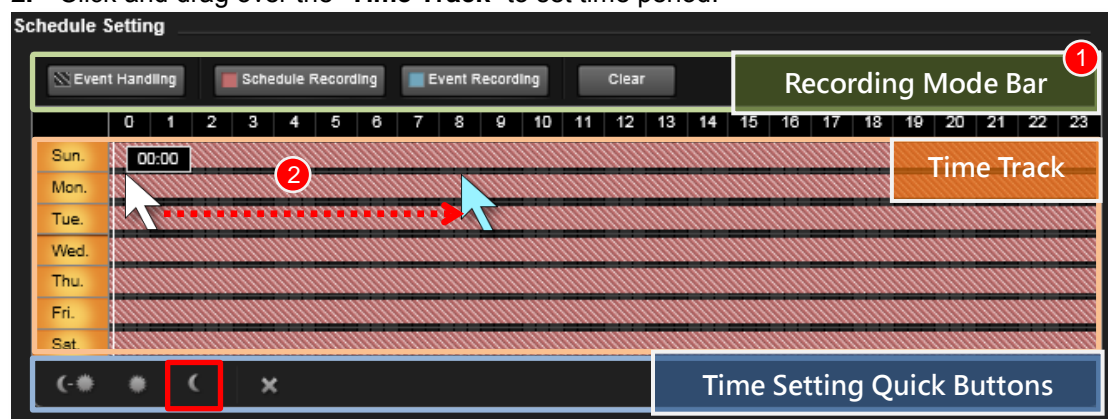 2. Click and drag over the "Time Track" to set time period.
Schedule Setting
1
Event Handling Schedule Recording Event Recording Clear Recording Mode Bar
0 1 2 3 4 5 6 7 8 9 10 11 12 13 14 15 16 17 18 19 20 21 22 23
Sun. 00:00 Time Track
2
Mon.
Tue.
Wed.
Thu.
Fri.
Sat.
Time Setting Quick Buttons